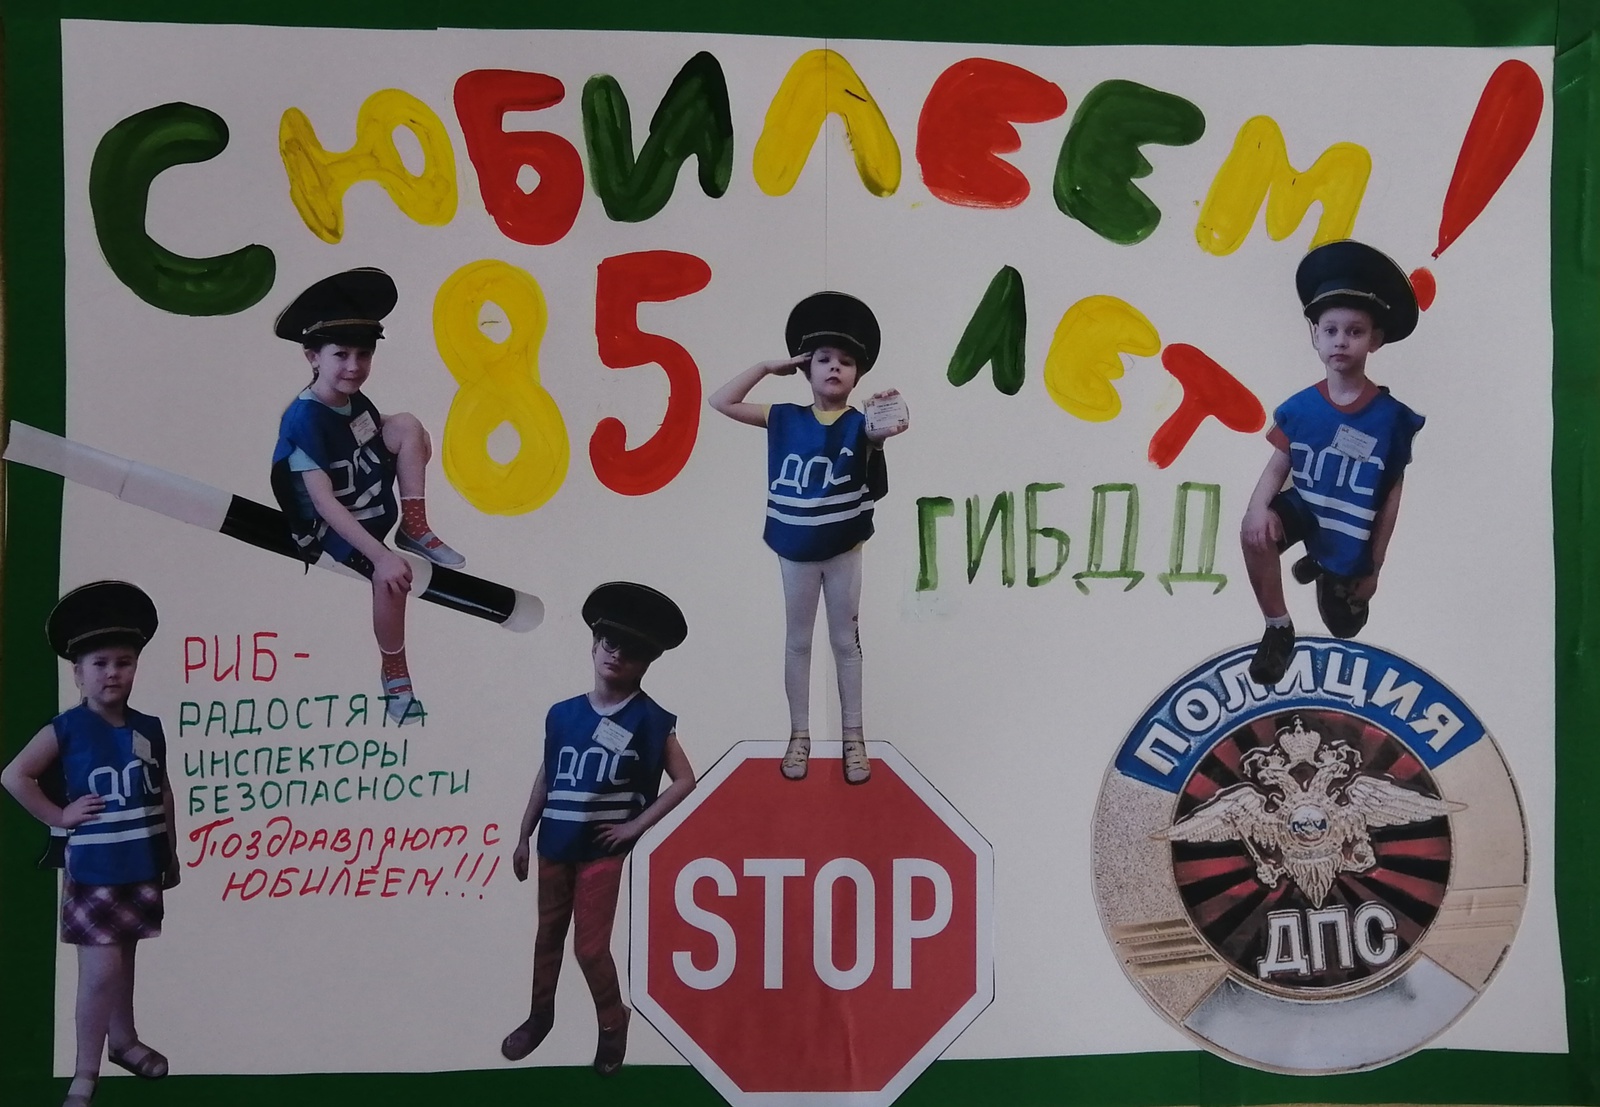 С ЮБИЛЕЕМ!
85 ЛЕТ
ГИБДД
ДПС
ДПС
ДПС
РИБ-
РАДОСТЯТА
ИНСПЕКТОРЫ
БЕЗОПАСНОСТИ
Поздравляют с
ЮБИЛЕЕМ!!!
ДПС
ДПС
STOP
ПОЛИЦИЯ
ДПС